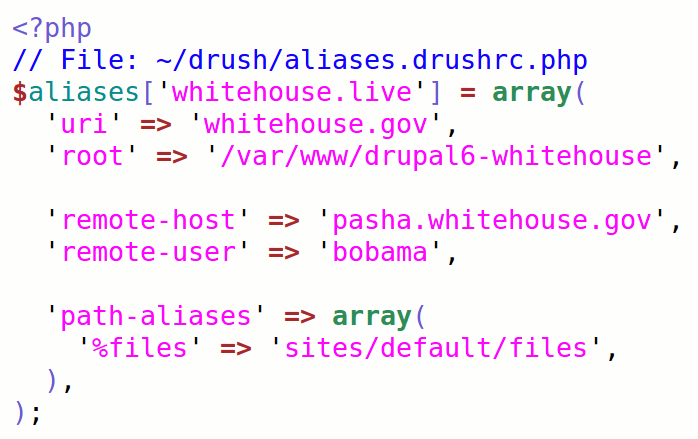 <?php
// File: ~/drush/aliases.drushrc.php
$aliases['whitehouse.live'] = array(
  'uri' => 'whitehouse.gov',
  'root' => '/var/www/drupal6-whitehouse',

  'remote-host' => 'pasha.whitehouse.gov',
  'remote-user' => 'bobama',

  'path-aliases' => array(
    '%files' => 'sites/default/files',
  ),
);